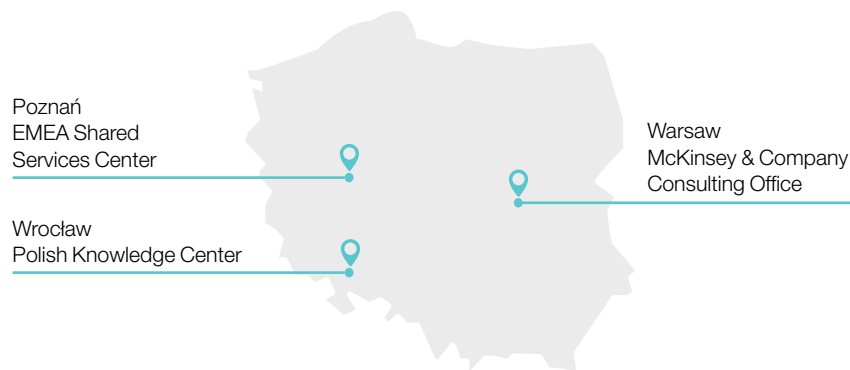 Poznań
EMEA Shared
Services Center
Wrocław
Polish Knowledge Center
Warsaw
McKinsey & Company
Consulting Office